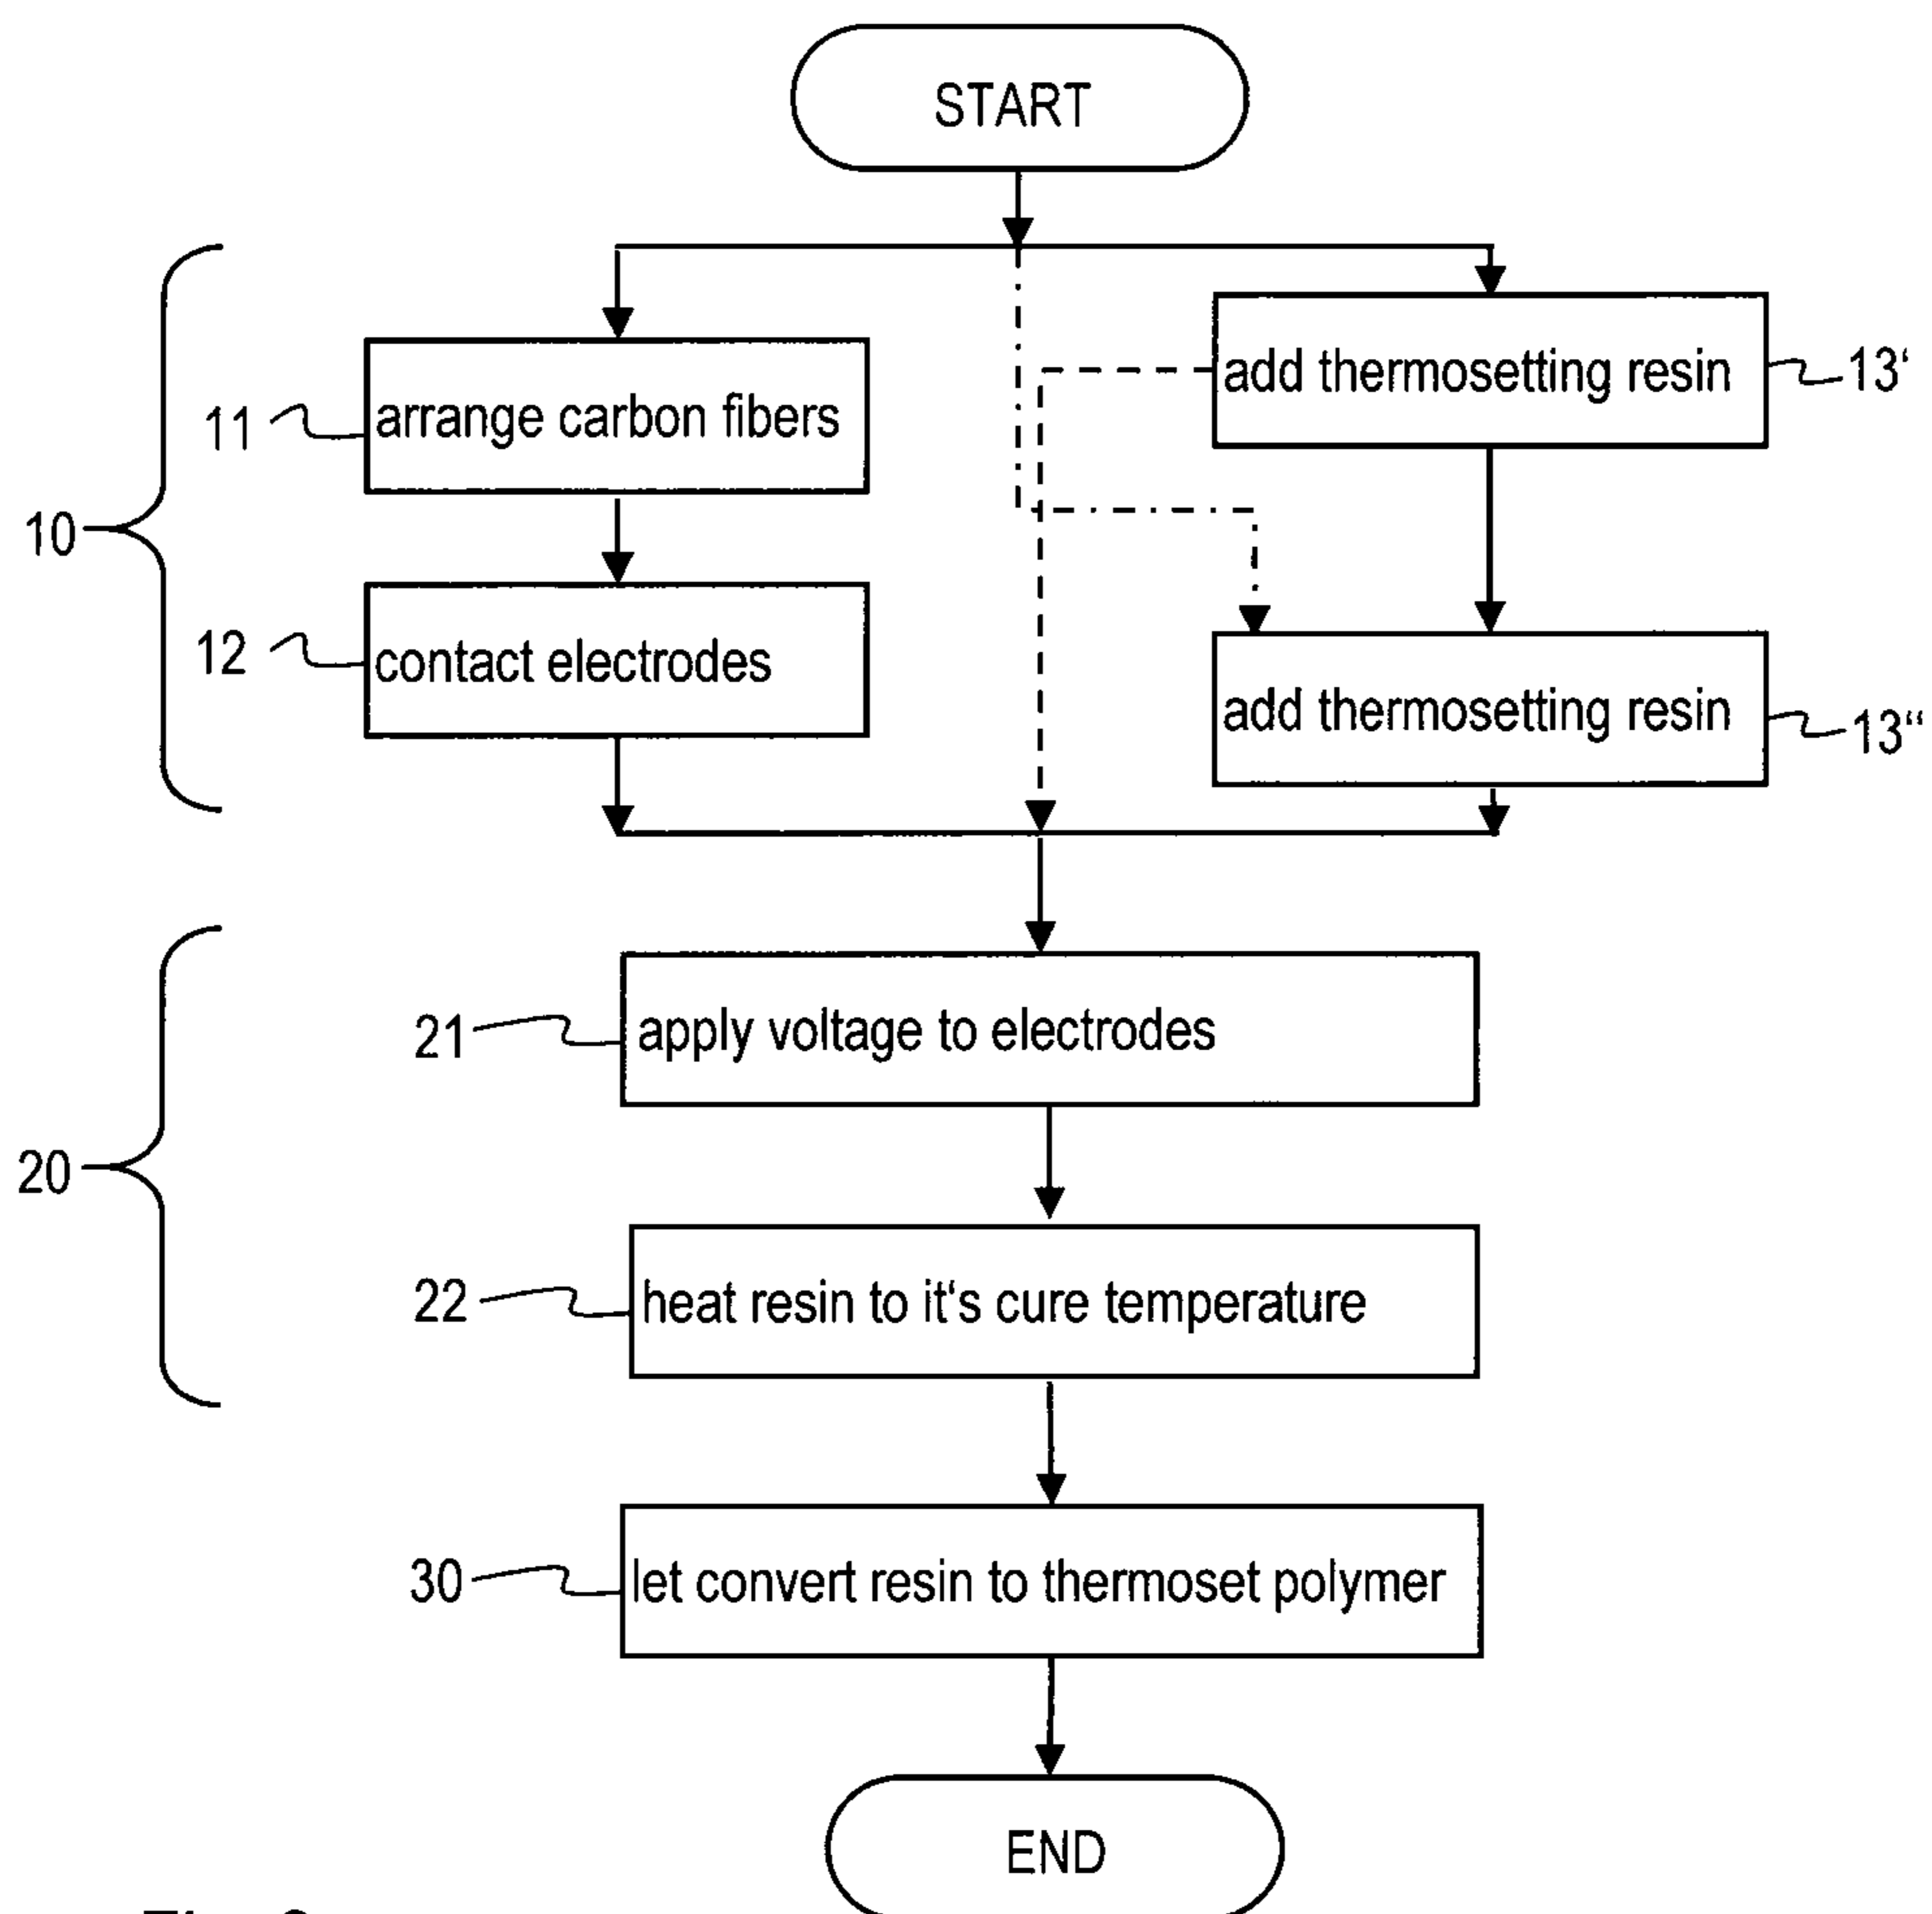 START
add thermosetting resin
13‘
arrange carbon fibers
11
10
12
contact electrodes
add thermosetting resin
13“
21
apply voltage to electrodes
20
22
heat resin to it‘s cure temperature
30
let convert resin to thermoset polymer
END